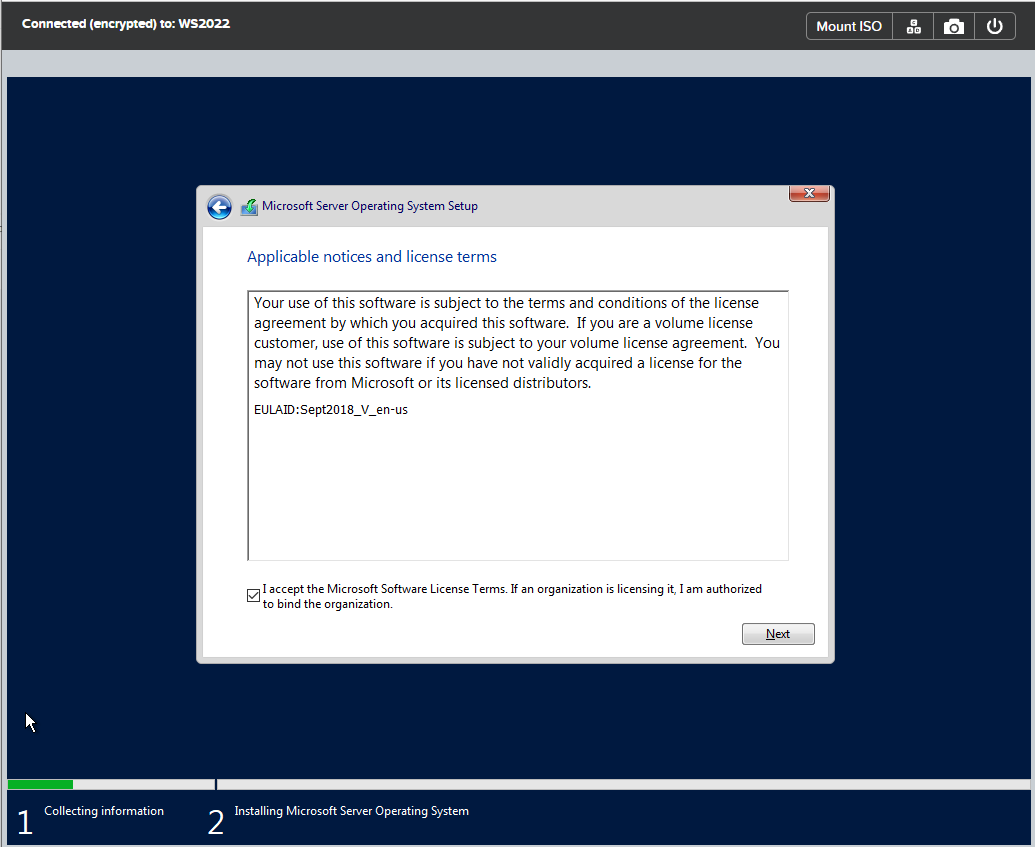 Connected (encrypted) to: WS2022
Mount ISO
Microsoft Server Operating System Setup
Applicable notices and license terms
Your use of this software is subject to the terms and conditions of the license
agreement by which you acquired this software.  If you are a volume license
customer, use of this software is subject to your volume license agreement.  You
may not use this software if you have not validly acquired a license for the
software from Microsoft or its licensed distributors.
EULAID:Sept2018_V_en-us
I accept the Microsoft Software License Terms. If an organization is licensing it, I am authorized
to bind the organization.
Next
1 Collecting information
2 Installing Microsoft Server Operating System